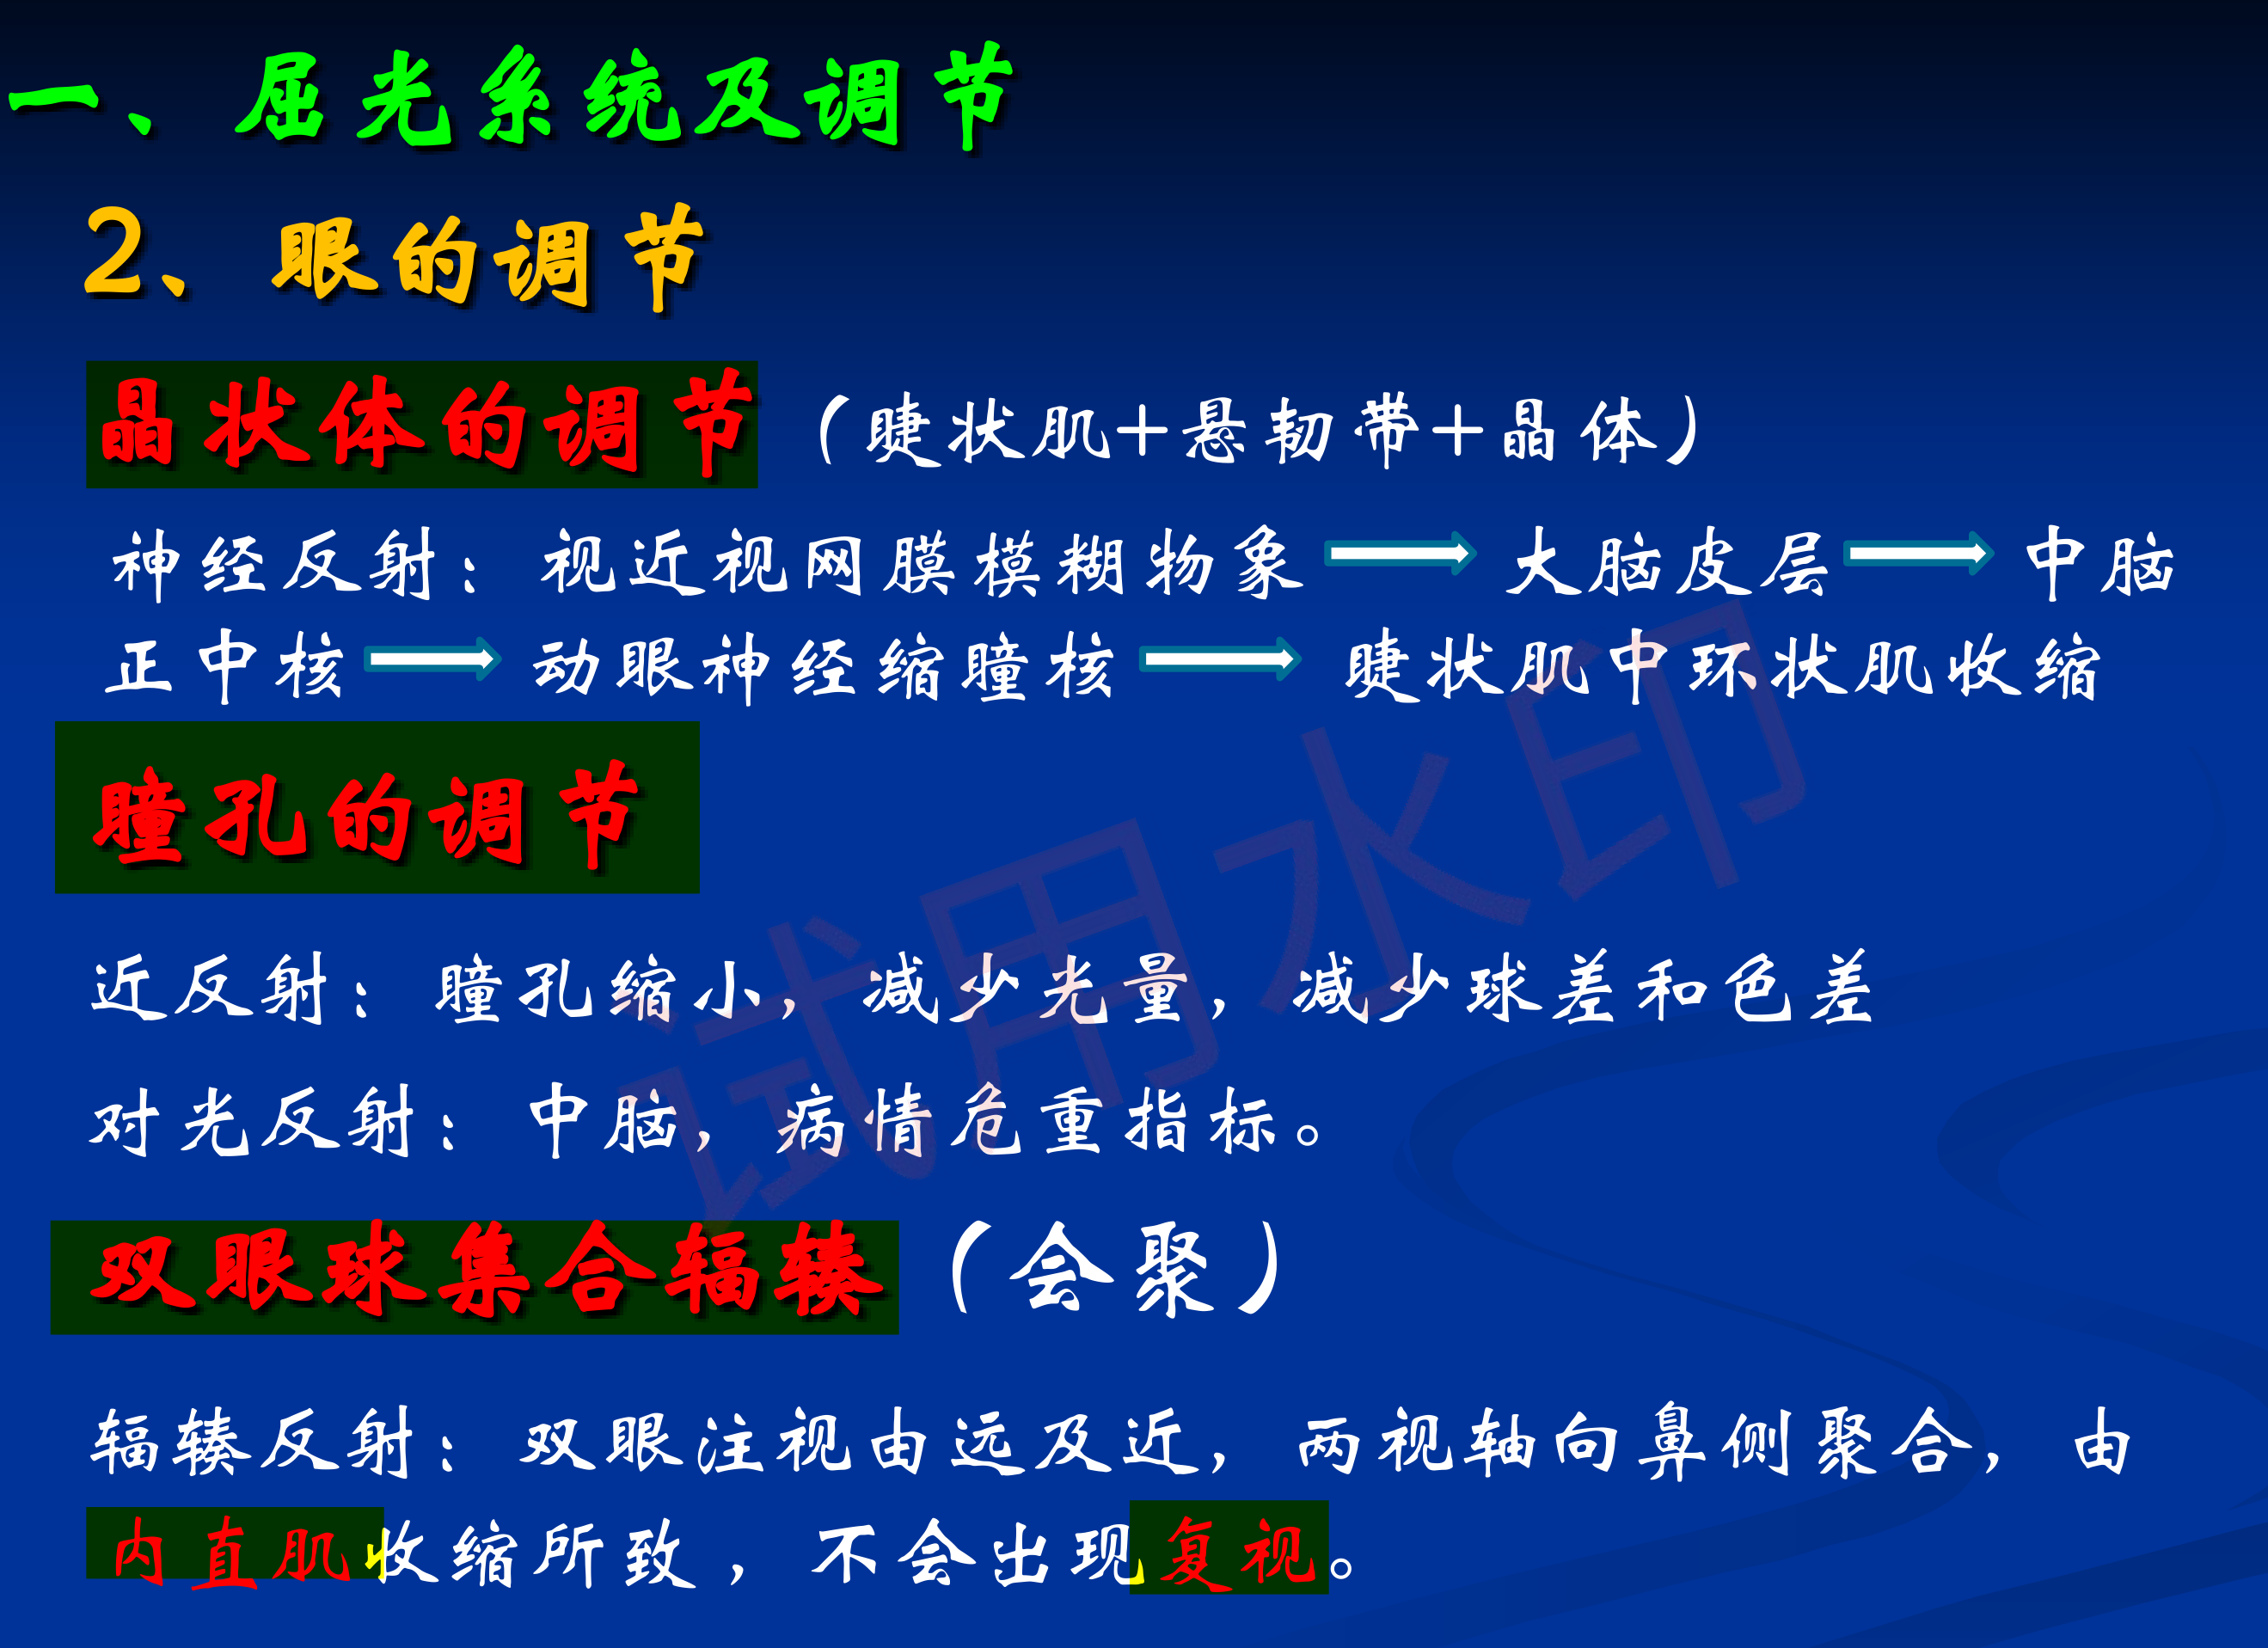 一、屈光系统及调节
2、眼的调节
晶状体的调节（睫状肌+悬韧带+晶体）
神经反射：视近视网膜模糊物象 → 大脑皮层 → 中脑
正中核 → 动眼神经缩瞳核 → 睫状肌中环状肌收缩
瞳孔的调节
近反射：瞳孔缩小，减少光量，减少球差和色差
对光反射：中脑，病情危重指标。
双眼球集合辐辏（会聚）
辐辏反射：双眼注视由远及近，两视轴向鼻侧聚合，由
内直肌收缩所致，不会出现复视。
试用水印